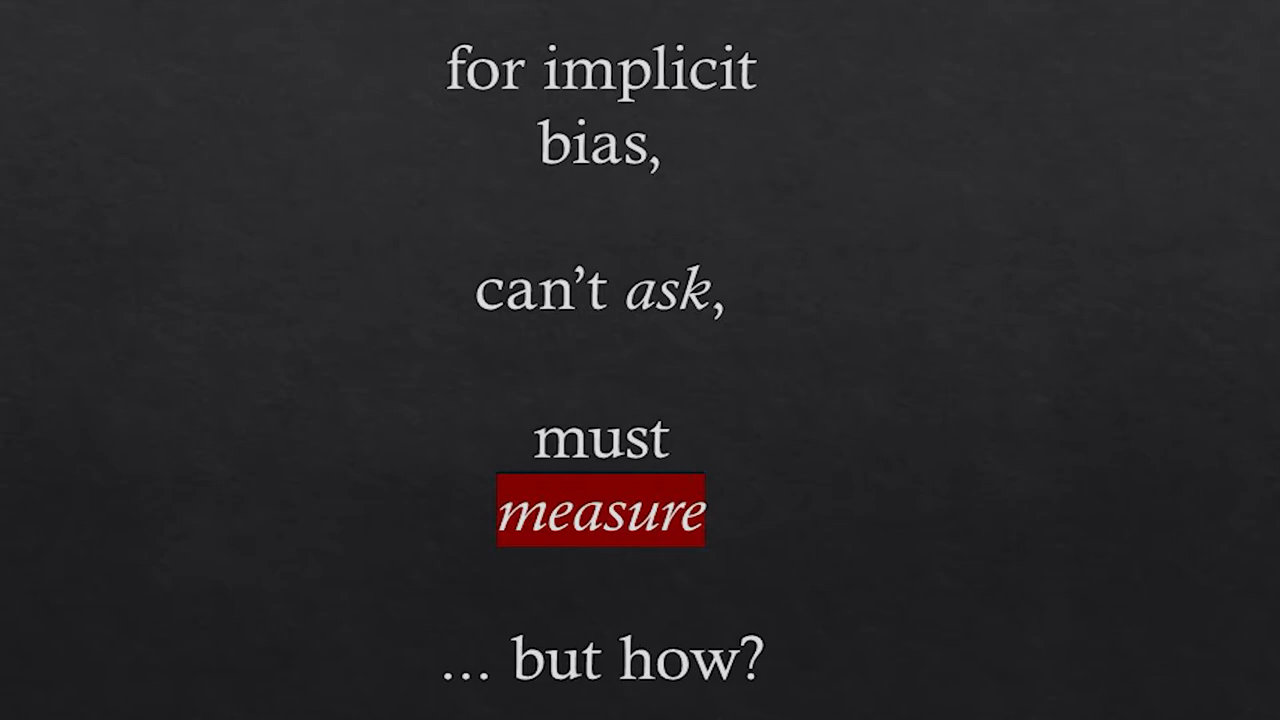 for implicit
bias,
can’t ask,
must
measure
... but how?